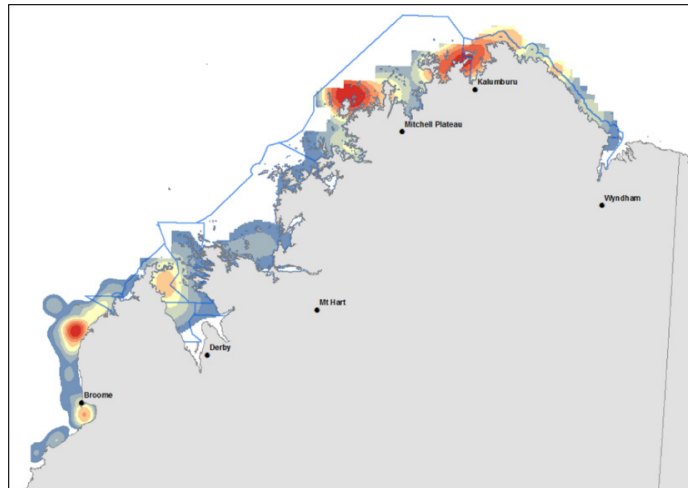 Kalumburu
Mitchell Plateau
Wyndham
Mt Hart
Derby
Broome